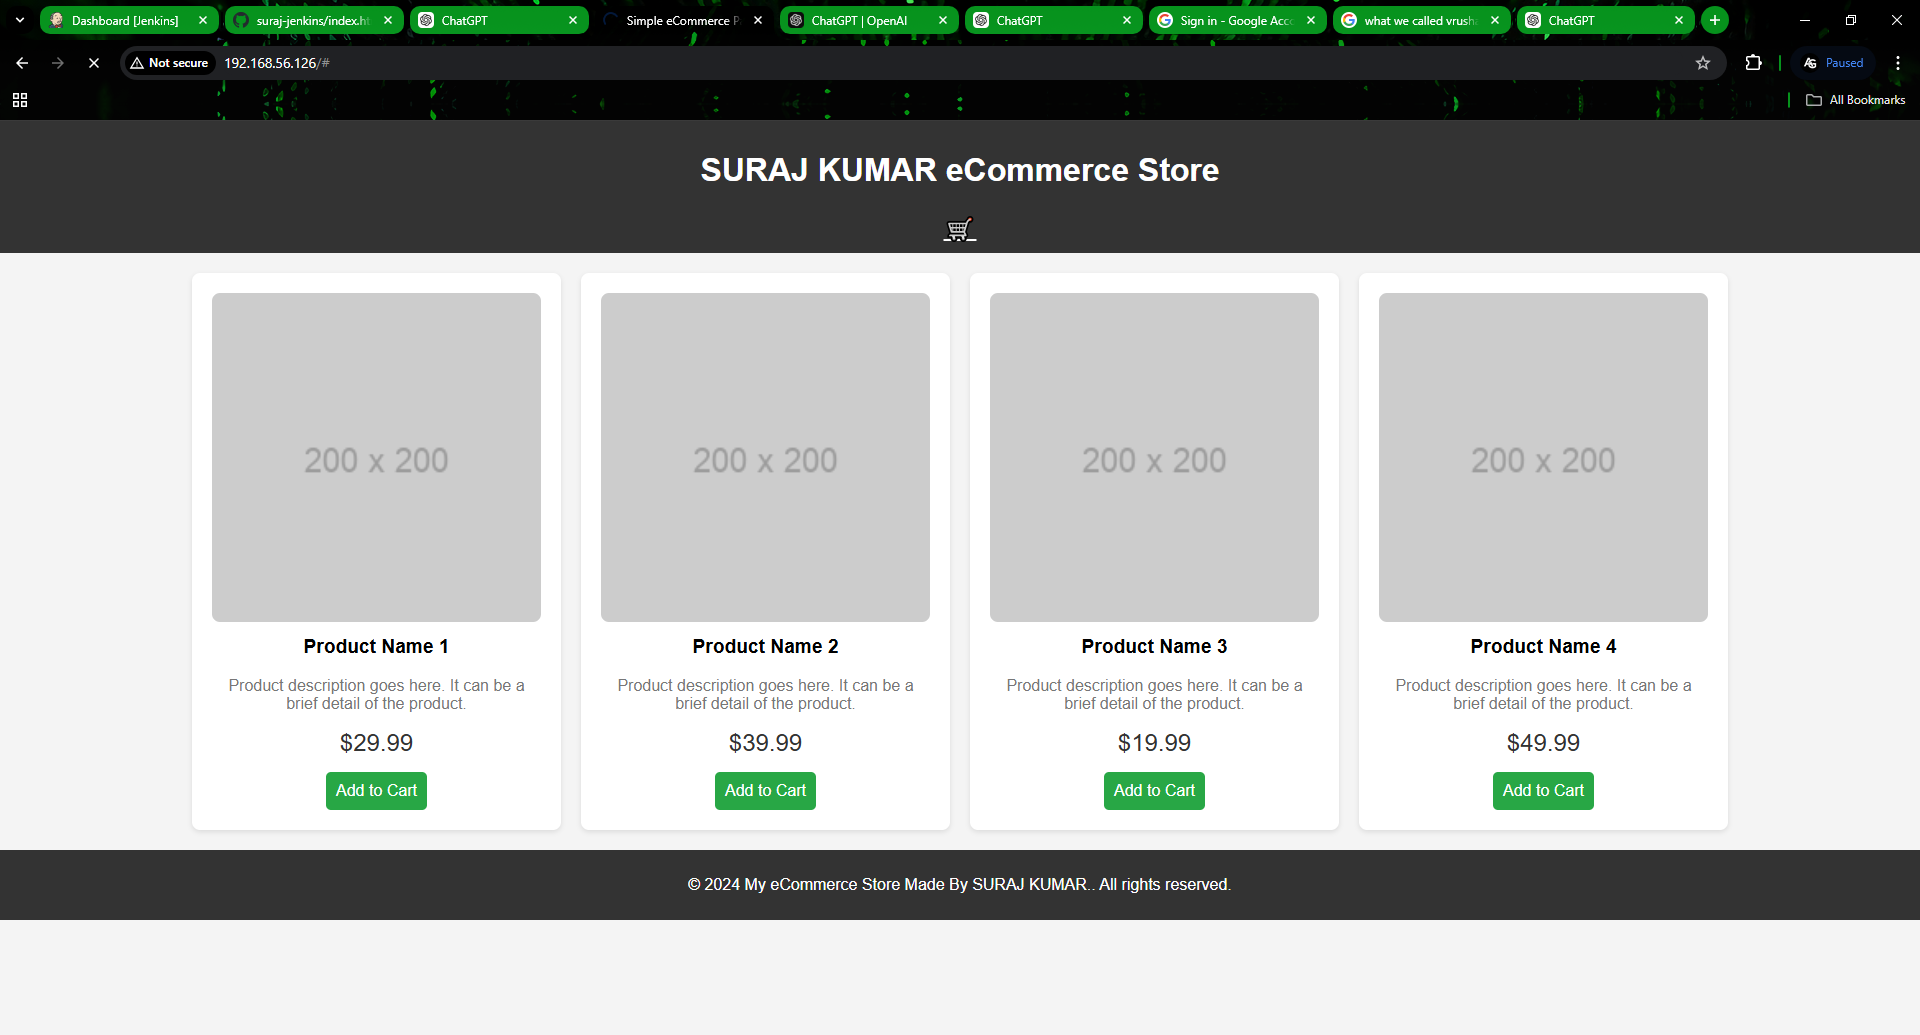 Dashboard [Jenkins]
suraj-jenkins/index.ht
ChatGPT
Simple eCommerce P
ChatGPT | OpenAI
ChatGPT
Sign in - Google Acco
what we called vrusha
ChatGPT
Not secure
192.168.56.126/#
Paused
All Bookmarks
SURAJ KUMAR eCommerce Store
200 x 200
200 x 200
200 x 200
200 x 200
Product Name 1
Product Name 2
Product Name 3
Product Name 4
Product description goes here. It can be a
brief detail of the product.
Product description goes here. It can be a
brief detail of the product.
Product description goes here. It can be a
brief detail of the product.
Product description goes here. It can be a
brief detail of the product.
$29.99
$39.99
$19.99
$49.99
Add to Cart
Add to Cart
Add to Cart
Add to Cart
© 2024 My eCommerce Store Made By SURAJ KUMAR.. All rights reserved.